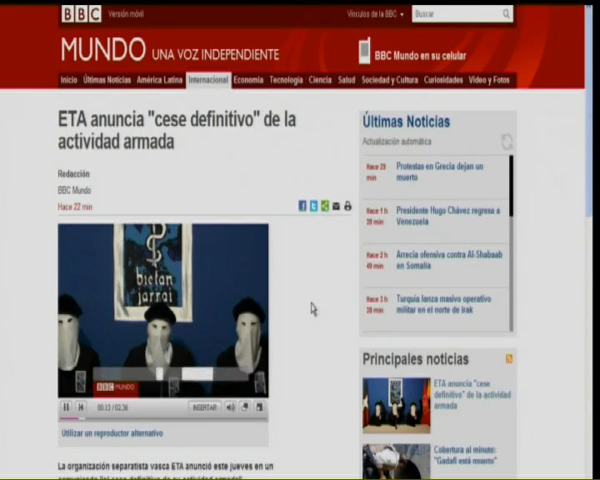 BBC Versión móvil Vínculos de la BBC Buscar
MUNDO UNA VOZ INDEPENDIENTE
BBC Mundo en su celular
Inicio Últimas Noticias América Latina Internacional Economía Tecnología Ciencia Salud Sociedad y Cultura Curiosidades Video y Fotos
ETA anuncia "cese definitivo" de la
actividad armada
Redacción
BBC Mundo
Hace 22 min
bietan
jarrai
BBC MUNDO
00:13 / 02:36 INSERTAR
Utilizar un reproductor alternativo
La organización separatista vasca ETA anunció este jueves en un
Últimas Noticias
Actualización automática
Hace 29
min
Protestas en Grecia dejan un
muerto
Hace 1 h
39 min
Presidente Hugo Chávez regresa a
Venezuela
Hace 2 h
49 min
Arrecia ofensiva contra Al-Shabaab
en Somalia
Hace 3 h
39 min
Turquía lanza masivo operativo
militar en el norte de Irak
Principales noticias
ETA anuncia "cese
definitivo" de la actividad
armada
Cobertura al minuto:
"Gadafi está muerto"